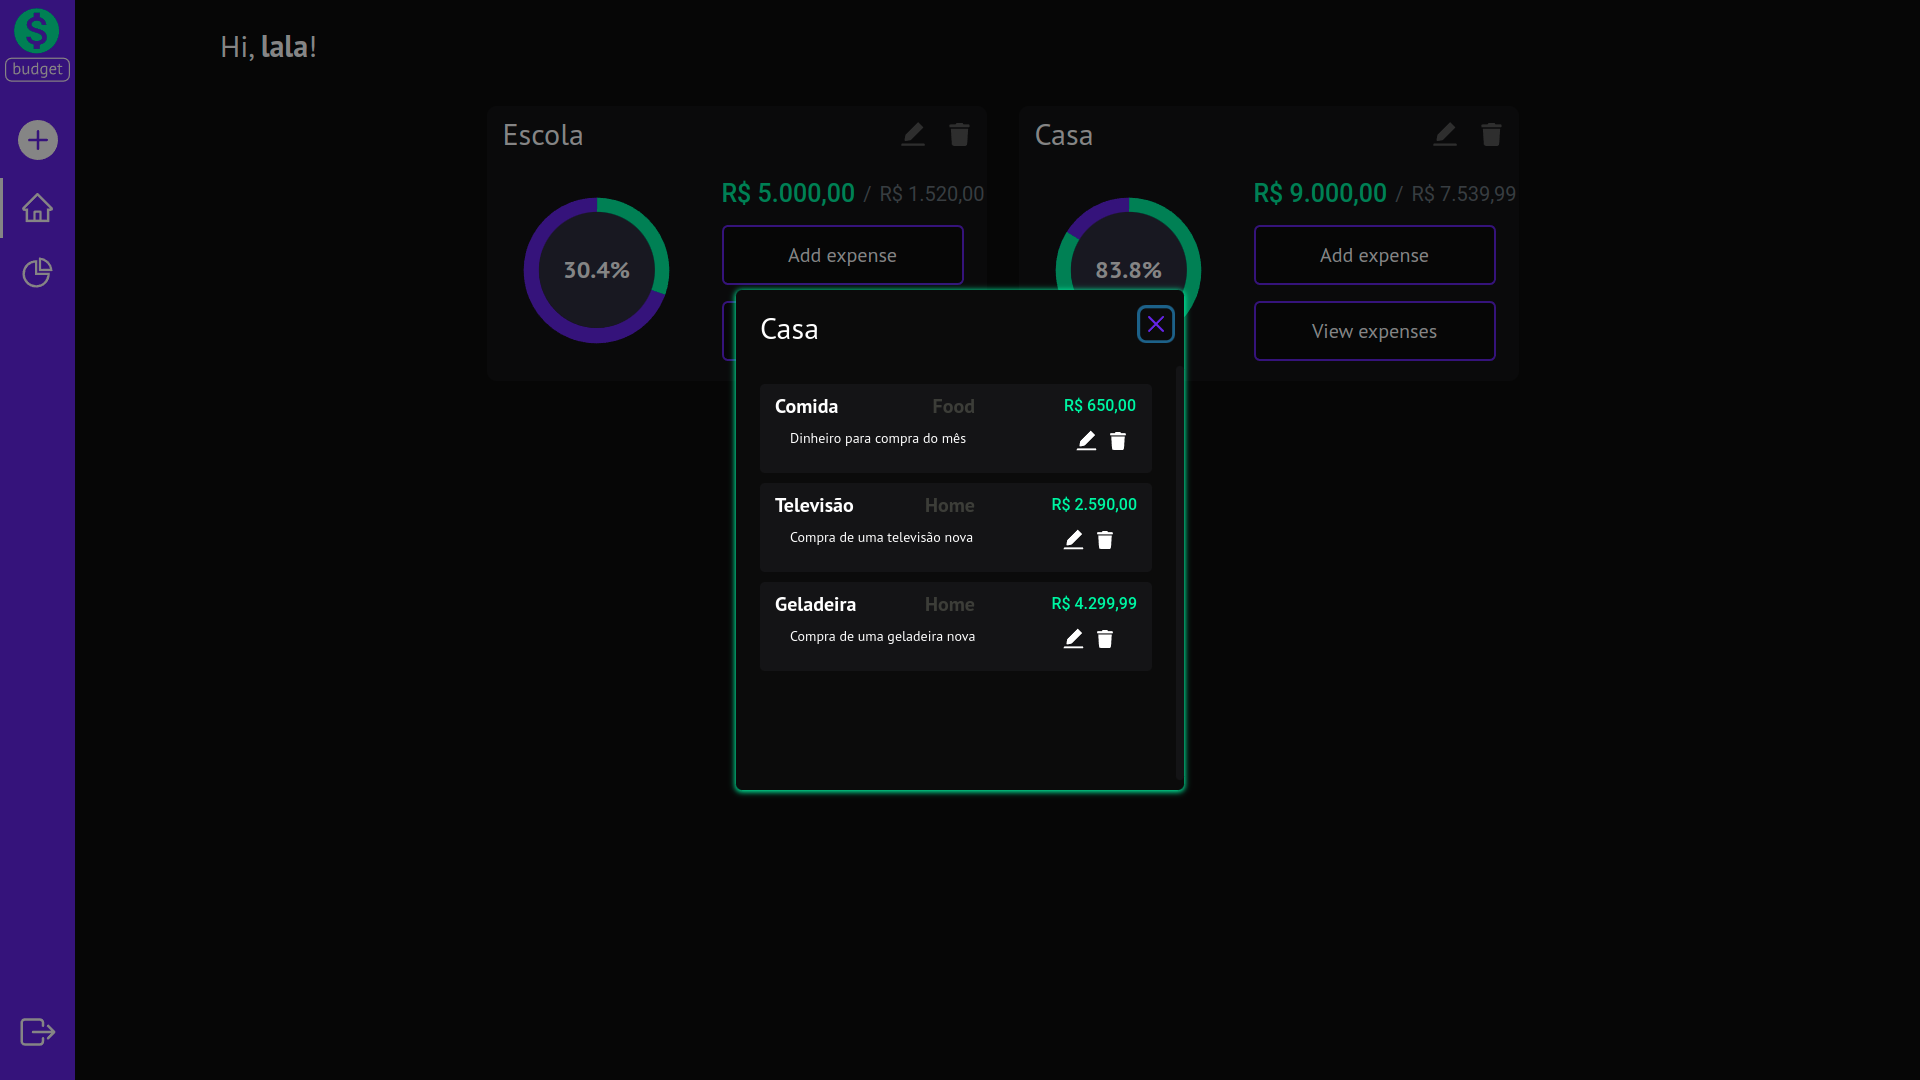 budget
Hi, lala!
Escola
R$ 5.000,00 / R$ 1.520,00
30.4%
Add expense
Casa
R$ 9.000,00 / R$ 7.539,99
83.8%
Add expense
View expenses
Casa
Comida Food R$ 650,00
Dinheiro para compra do mês
Televisão Home R$ 2.590,00
Compra de uma televisão nova
Geladeira Home R$ 4.299,99
Compra de uma geladeira nova